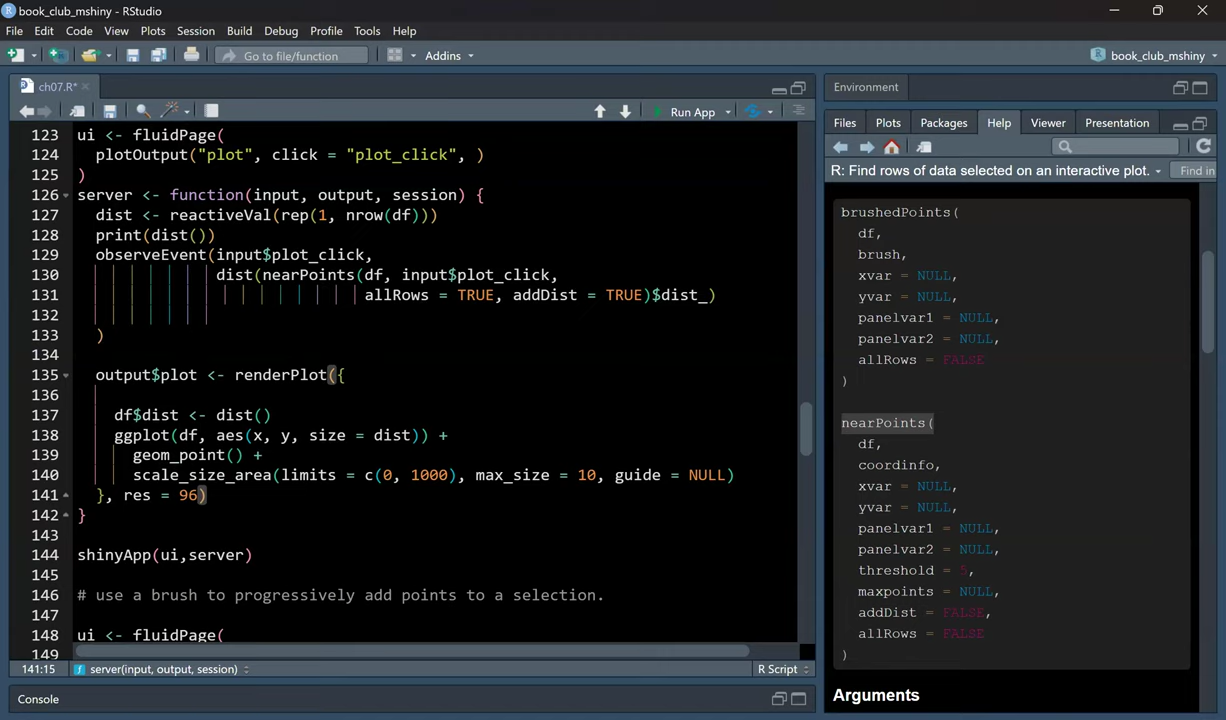 book_club_mshiny - RStudio
File Edit Code View Plots Session Build Debug Profile Tools Help
Go to file/function Addins book_club_mshiny
ch07.R*
Run App
123 ui <- fluidPage(
124 plotOutput("plot", click = "plot_click", )
125 )
126 server <- function(input, output, session) {
127 dist <- reactiveVal(rep(1, nrow(df)))
128 print(dist())
129 observeEvent(input$plot_click,
130 dist(nearPoints(df, input$plot_click,
131 allRows = TRUE, addDist = TRUE)$dist_)
132
133 )
134
135 output$plot <- renderPlot({
136
137 df$dist <- dist()
138 ggplot(df, aes(x, y, size = dist)) +
139 geom_point() +
140 scale_size_area(limits = c(0, 1000), max_size = 10, guide = NULL)
141 }, res = 96)
142 }
143
144 shinyApp(ui,server)
145
146 # use a brush to progressively add points to a selection.
147
148 ui <- fluidPage(
149
141:15 server(input, output, session) R Script
Console
Environment
Files Plots Packages Help Viewer Presentation
R: Find rows of data selected on an interactive plot. Find in
brushedPoints(
df,
brush,
xvar = NULL,
yvar = NULL,
panelvar1 = NULL,
panelvar2 = NULL,
allRows = FALSE
)
nearPoints(
df,
coordinfo,
xvar = NULL,
yvar = NULL,
panelvar1 = NULL,
panelvar2 = NULL,
threshold = 5,
maxpoints = NULL,
addDist = FALSE,
allRows = FALSE
)
Arguments